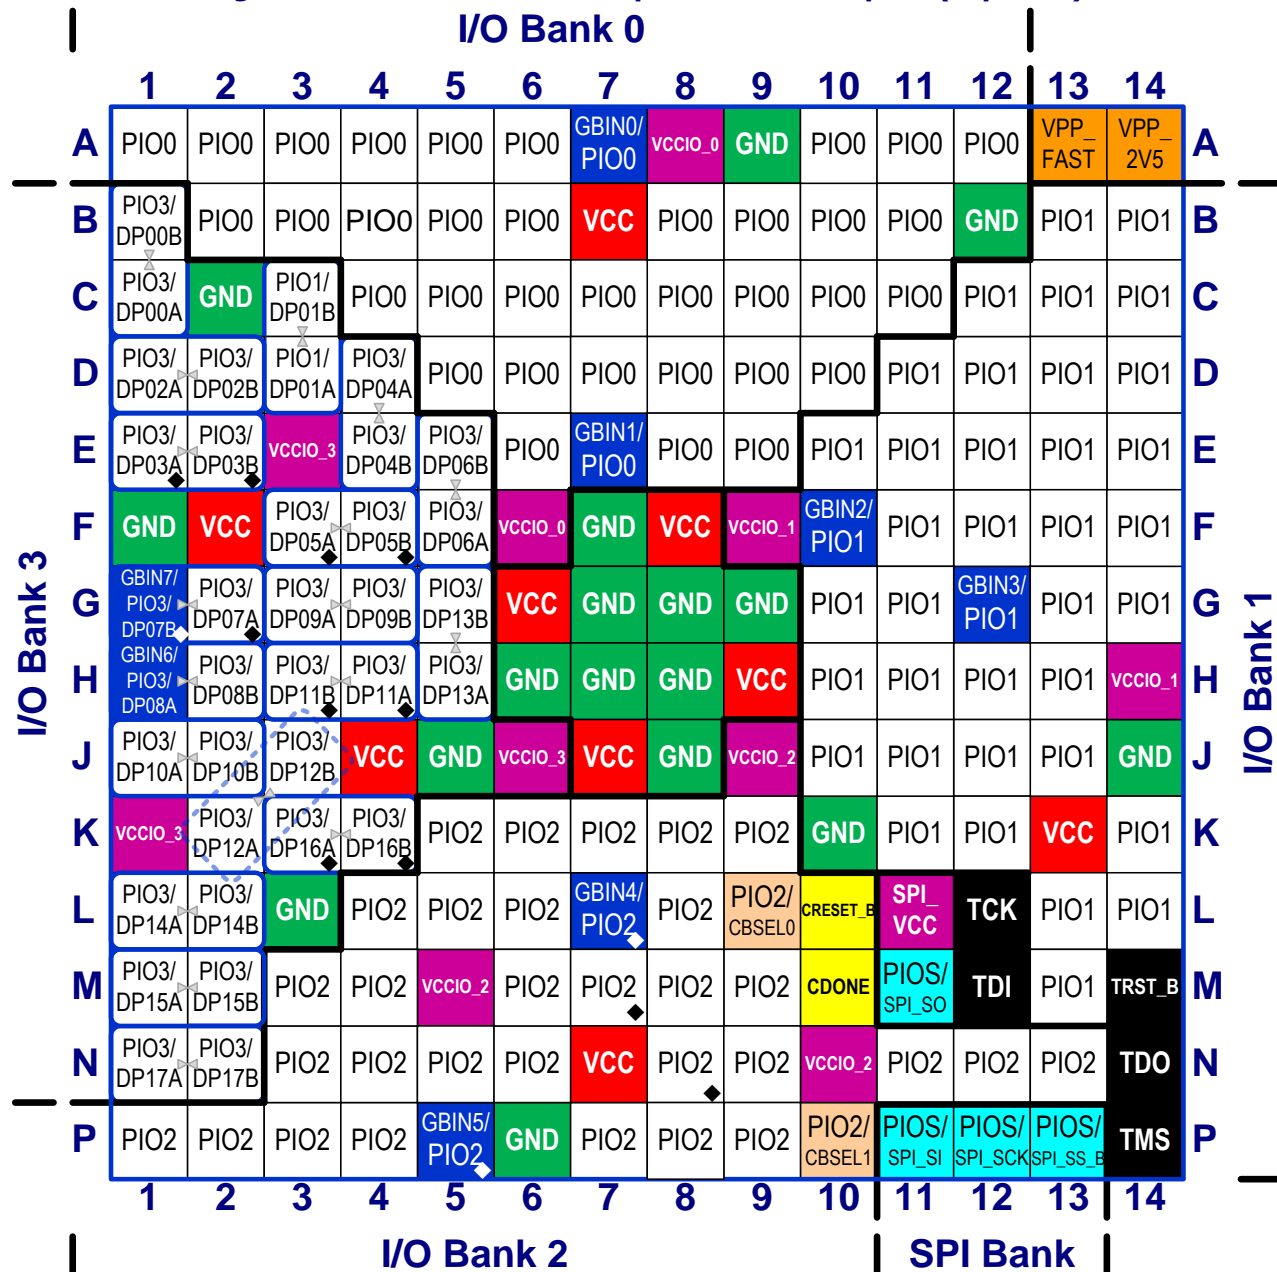 I/O Bank 0
1 2 3 4 5 6 7 8 9 10 11 12 13 14
A PIO0 PIO0 PIO0 PIO0 PIO0 PIO0 GBIN0/ PIO0 VCCIO_0 GND PIO0 PIO0 PIO0 VPP_ FAST VPP_ 2V5 A
B PIO3/ DP00B PIO0 PIO0 PIO0 PIO0 PIO0 VCC PIO0 PIO0 PIO0 PIO0 GND PIO1 PIO1 B
C PIO3/ DP00A GND PIO1/ DP01B PIO0 PIO0 PIO0 PIO0 PIO0 PIO0 PIO0 PIO0 PIO1 PIO1 PIO1 C
D PIO3/ DP02A PIO3/ DP02B PIO1/ DP01A PIO3/ DP04A PIO0 PIO0 PIO0 PIO0 PIO0 PIO0 PIO1 PIO1 PIO1 PIO1 D
E PIO3/ DP03A PIO3/ DP03B VCCIO_3 PIO3/ DP04B PIO3/ DP06B PIO0 GBIN1/ PIO0 PIO0 PIO0 PIO1 PIO1 PIO1 PIO1 PIO1 E
F GND VCC PIO3/ DP05A PIO3/ DP05B PIO3/ DP06A VCCIO_0 GND VCC VCCIO_1 GBIN2/ PIO1 PIO1 PIO1 PIO1 PIO1 F
G GBIN7/ PIO3/ DP07B PIO3/ DP07A PIO3/ DP09A PIO3/ DP09B PIO3/ DP13B VCC GND GND GND PIO1 PIO1 GBIN3/ PIO1 PIO1 PIO1 G
H GBIN6/ PIO3/ DP08A PIO3/ DP08B PIO3/ DP11B PIO3/ DP11A PIO3/ DP13A GND GND GND VCC PIO1 PIO1 PIO1 PIO1 VCCIO_1 H
J PIO3/ DP10A PIO3/ DP10B PIO3/ DP12B VCC GND VCCIO_3 VCC GND VCCIO_2 PIO1 PIO1 PIO1 PIO1 GND J
K VCCIO_3 PIO3/ DP12A PIO3/ DP16A PIO3/ DP16B PIO2 PIO2 PIO2 PIO2 PIO2 GND PIO1 PIO1 VCC PIO1 K
L PIO3/ DP14A PIO3/ DP14B GND PIO2 PIO2 PIO2 GBIN4/ PIO2 PIO2 PIO2/ CBSEL0 CRESET_B SPI_ VCC TCK PIO1 PIO1 L
M PIO3/ DP15A PIO3/ DP15B PIO2 PIO2 VCCIO_2 PIO2 PIO2 PIO2 PIO2 CDONE PIOS/ SPI_SO TDI PIO1 TRST_B M
N PIO3/ DP17A PIO3/ DP17B PIO2 PIO2 PIO2 PIO2 VCC PIO2 PIO2 VCCIO_2 PIO2 PIO2 PIO2 TDO N
P PIO2 PIO2 PIO2 PIO2 GBIN5/ PIO2 GND PIO2 PIO2 PIO2 PIO2/ CBSEL1 PIOS/ SPI_SI PIOS/ SPI_SCK PIOS/ SPI_SS_B TMS P
1 2 3 4 5 6 7 8 9 10 11 12 13 14
I/O Bank 3
I/O Bank 1
I/O Bank 2
SPI Bank